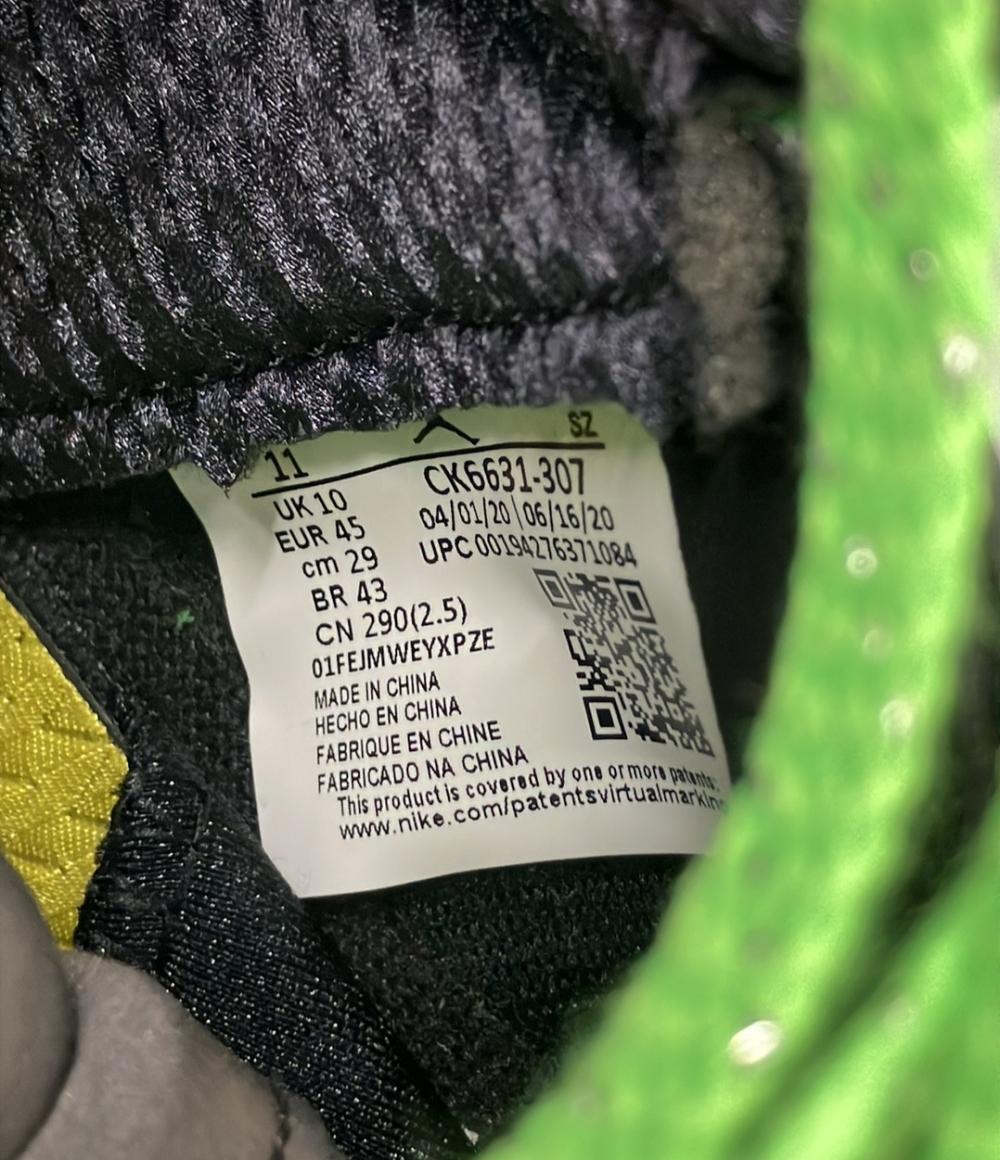 11 SZ
UK 10
EUR 45
cm 29
BR 43
CN 290(2.5)
CK6631-307
04/01/20|06/16/20
UPC 00194276371084
01FEJMWEYXPZE
MADE IN CHINA
HECHO EN CHINA
FABRIQUE EN CHINE
FABRICADO NA CHINA
This product is covered by one or more patents.
www.nike.com/patentsvirtualmarkin